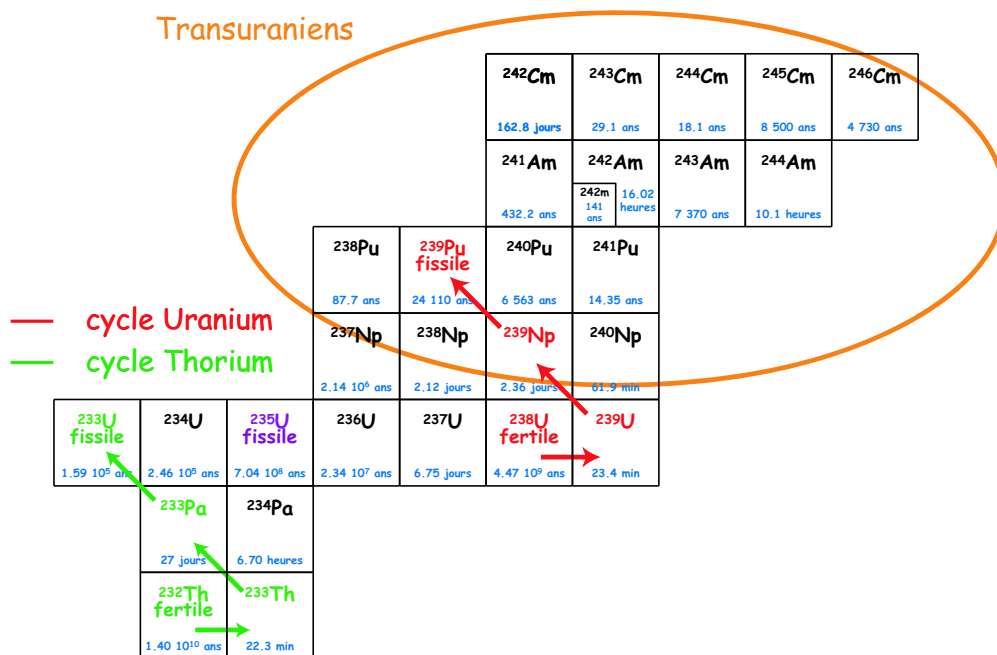 Transuraniens
²⁴²Cm ²⁴³Cm ²⁴⁴Cm ²⁴⁵Cm ²⁴⁶Cm
162.8 jours 29.1 ans 18.1 ans 8 500 ans 4 730 ans
²⁴¹Am ²⁴²Am ²⁴³Am ²⁴⁴Am
242m 16.02
141 heures
ans
432.2 ans 7 370 ans 10.1 heures
²³⁸Pu ²³⁹Pu ²⁴⁰Pu ²⁴¹Pu
fissile
87.7 ans 24 110 ans 6 563 ans 14.35 ans
cycle Uranium
cycle Thorium
²³⁷Np ²³⁸Np ²³⁹Np ²⁴⁰Np
2.14 10⁶ ans 2.12 jours 2.36 jours 61.9 min
²³³U ²³⁴U ²³⁵U ²³⁶U ²³⁷U ²³⁸U ²³⁹U
fissile fissile fertile
1.59 10⁵ ans 2.46 10⁵ ans 7.04 10⁸ ans 2.34 10⁷ ans 6.75 jours 4.47 10⁹ ans 23.4 min
²³³Pa ²³⁴Pa
27 jours 6.70 heures
²³²Th ²³³Th
fertile
1.40 10¹⁰ ans 22.3 min